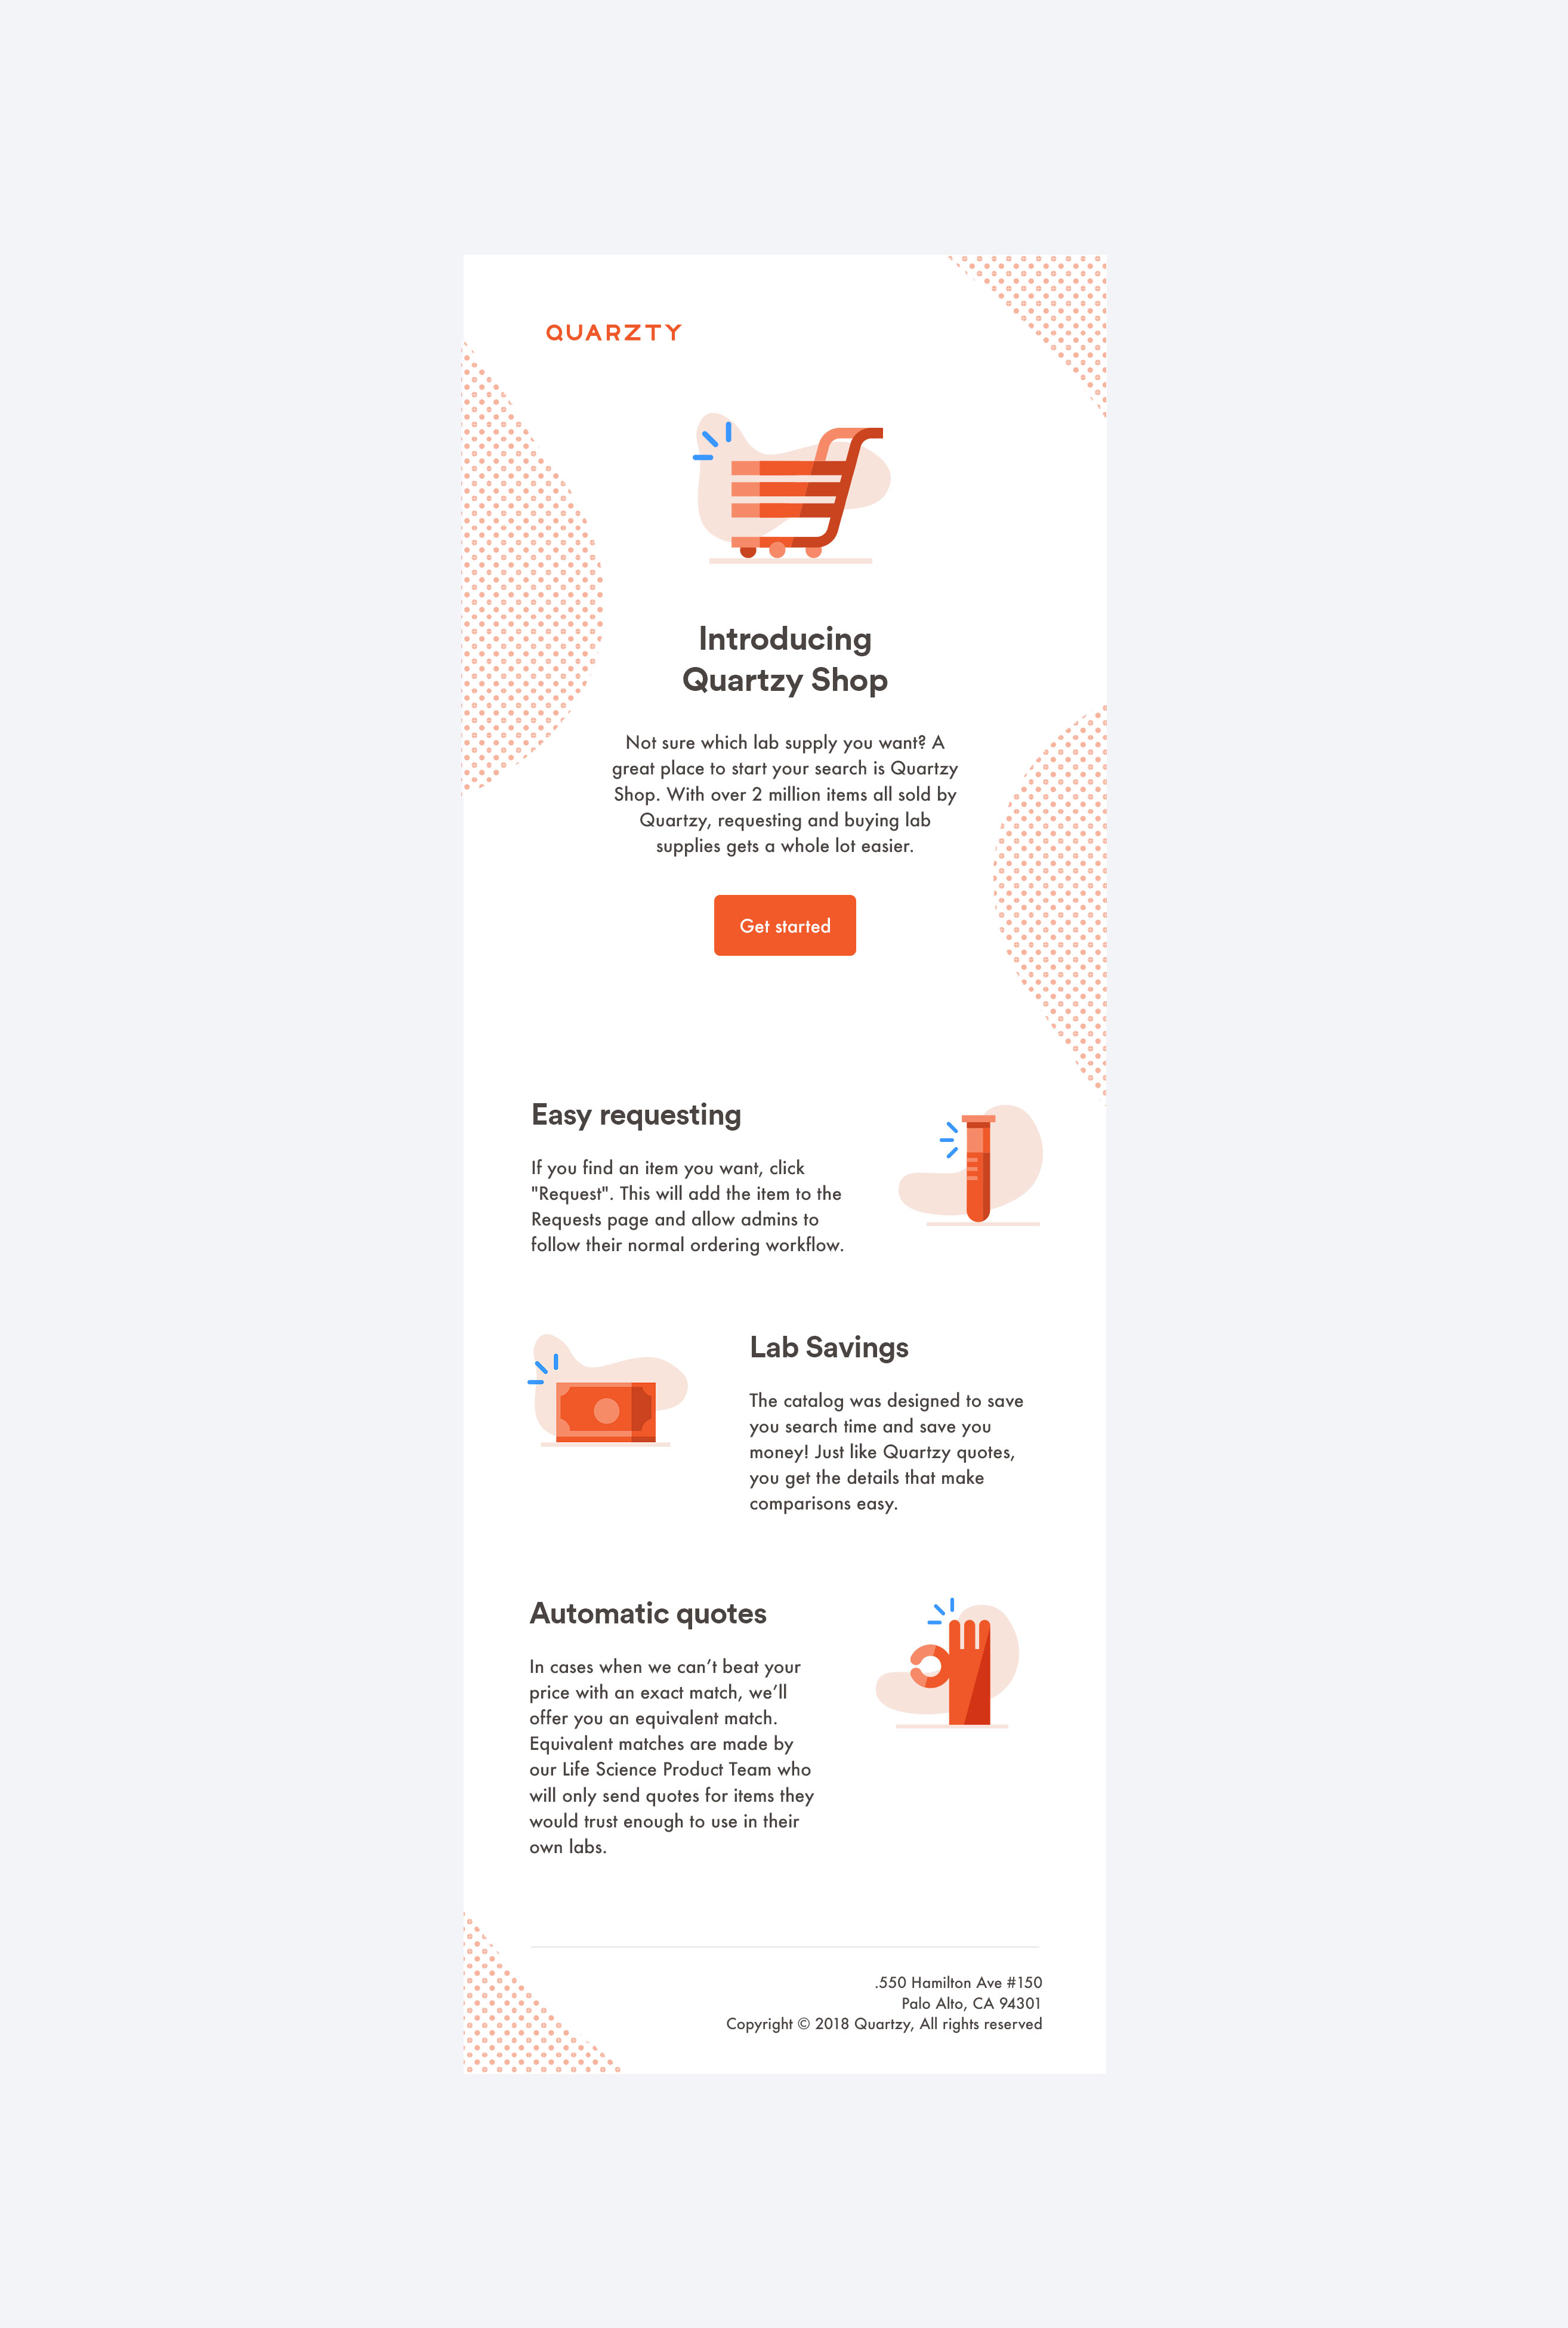 QUARZTY
Introducing
Quartzy Shop
Not sure which lab supply you want? A
great place to start your search is Quartzy
Shop. With over 2 million items all sold by
Quartzy, requesting and buying lab
supplies gets a whole lot easier.
Get started
Easy requesting
If you find an item you want, click
"Request". This will add the item to the
Requests page and allow admins to
follow their normal ordering workflow.
Lab Savings
The catalog was designed to save
you search time and save you
money! Just like Quartzy quotes,
you get the details that make
comparisons easy.
Automatic quotes
In cases when we can’t beat your
price with an exact match, we’ll
offer you an equivalent match.
Equivalent matches are made by
our Life Science Product Team who
will only send quotes for items they
would trust enough to use in their
own labs.
.550 Hamilton Ave #150
Palo Alto, CA 94301
Copyright © 2018 Quartzy, All rights reserved